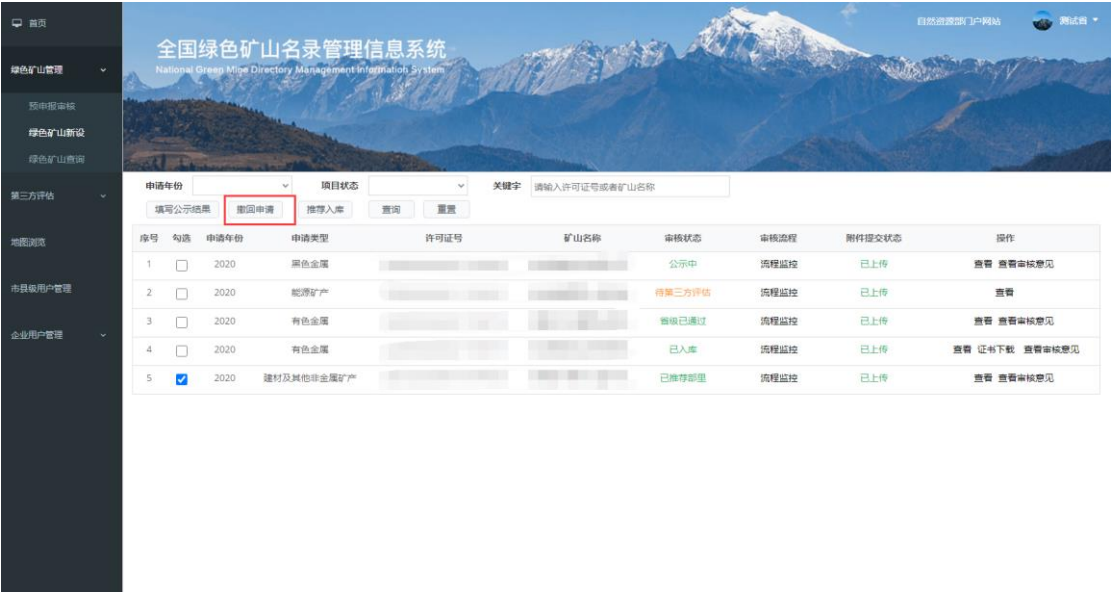 首页
自然资源部门户网站
测试省
全国绿色矿山名录管理信息系统
National Green Mine Directory Management Information System
绿色矿山管理
预申报审核
绿色矿山新设
绿色矿山查询
第三方评估
地图浏览
市县级用户管理
企业用户管理
申请年份 项目状态 关键字 请输入许可证号或者矿山名称
填写公示结果 撤回申请 推荐入库 查询 重置
序号 勾选 申请年份 申请类型 许可证号 矿山名称 审核状态 审核流程 附件提交状态 操作
1 2020 黑色金属 公示中 流程监控 已上传 查看 查看审核意见
2 2020 能源矿产 待第三方评估 流程监控 已上传 查看
3 2020 有色金属 省级已通过 流程监控 已上传 查看 查看审核意见
4 2020 有色金属 已入库 流程监控 已上传 查看 证书下载 查看审核意见
5 2020 建材及其他非金属矿产 已推荐部里 流程监控 已上传 查看 查看审核意见